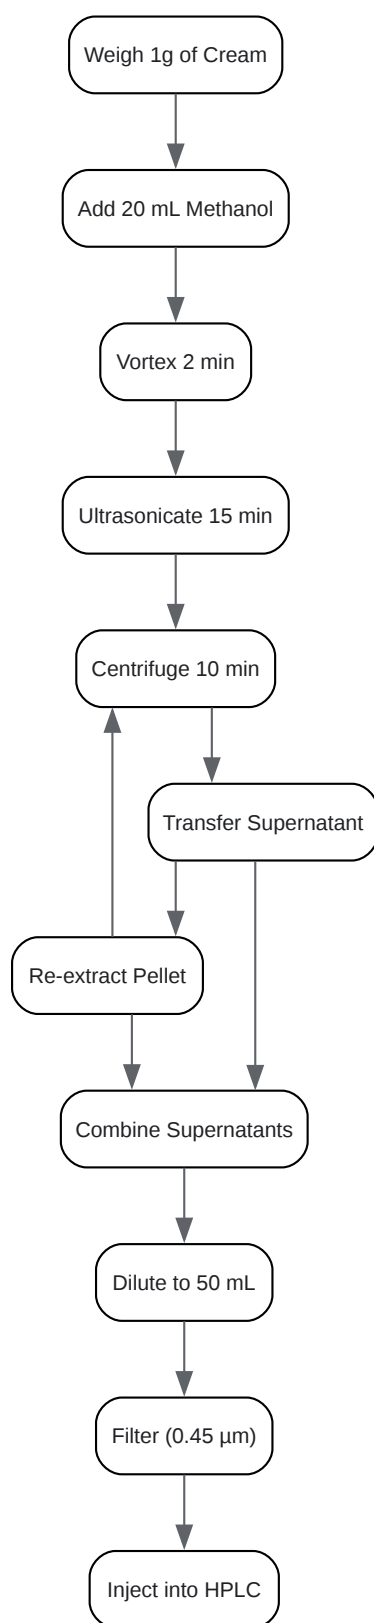 Weigh 1g of Cream
Add 20 mL Methanol
Vortex 2 min
Ultrasonicate 15 min
Centrifuge 10 min
Transfer Supernatant
Re-extract Pellet
Combine Supernatants
Dilute to 50 mL
Filter (0.45 µm)
Inject into HPLC